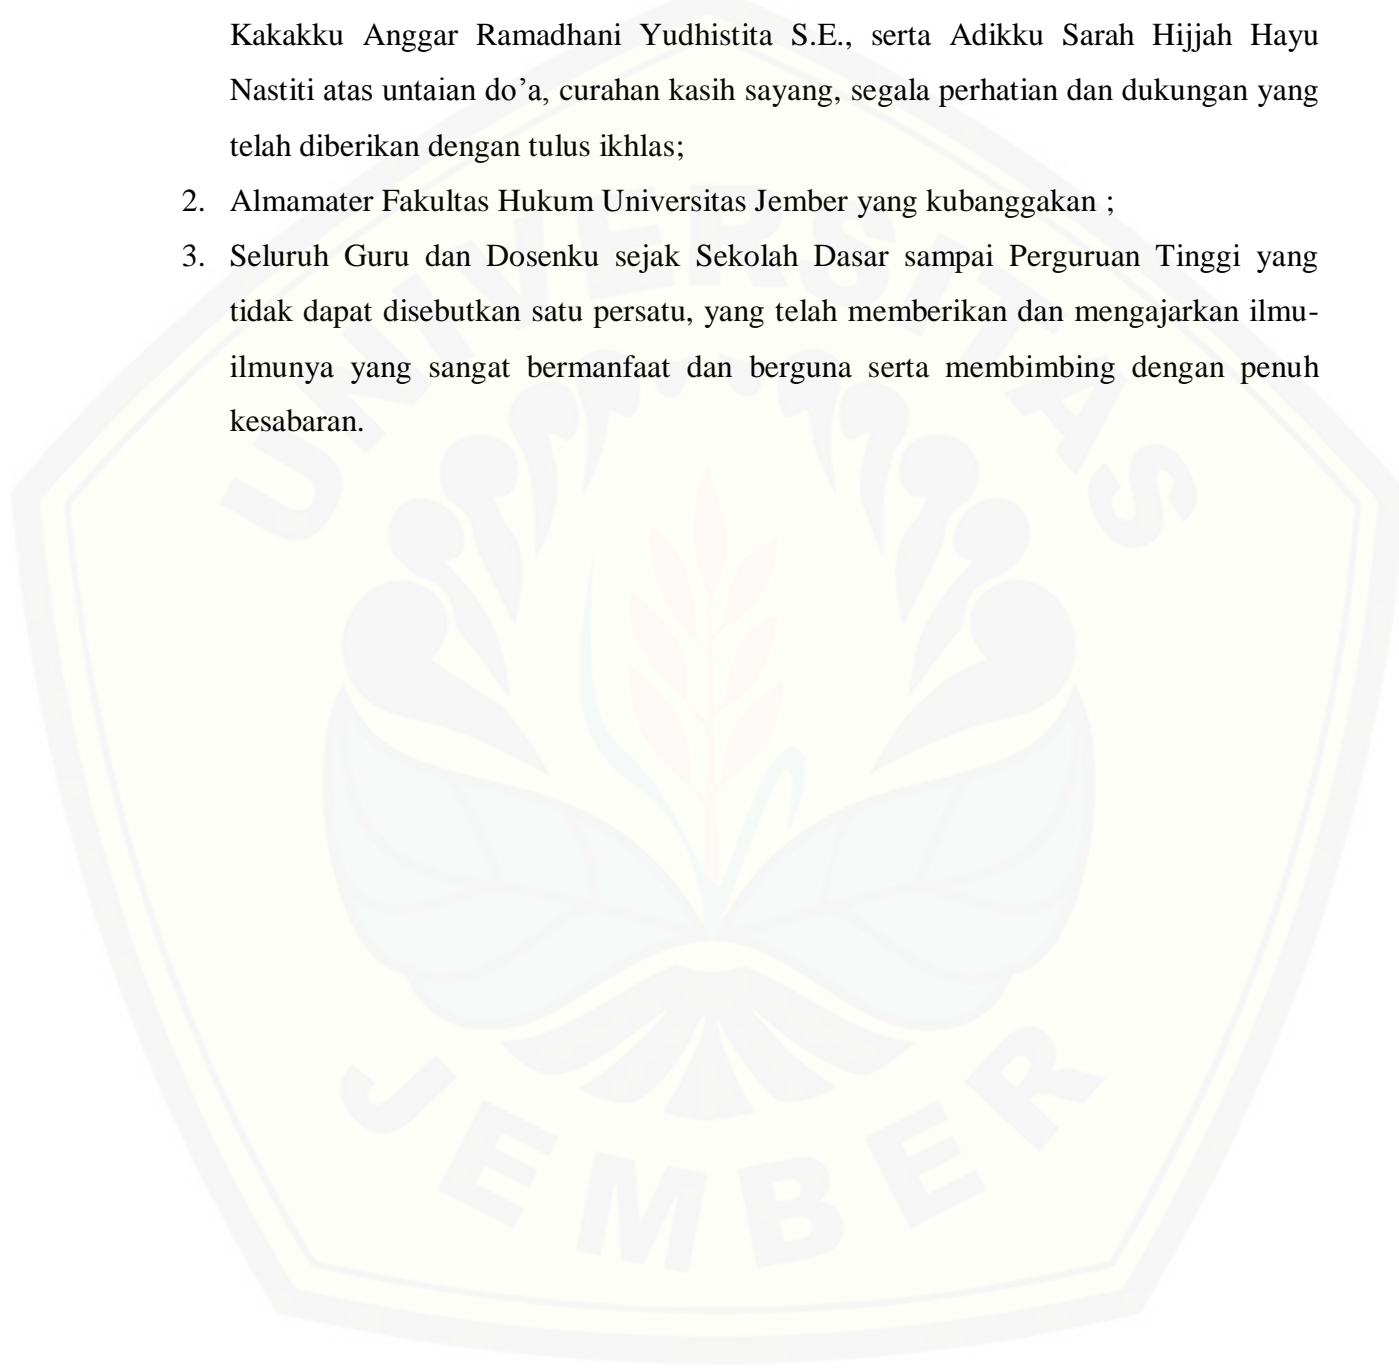 Kakakku Anggar Ramadhani Yudhistita S.E., serta Adikku Sarah Hijjah Hayu
Nastiti atas untaian do’a, curahan kasih sayang, segala perhatian dan dukungan yang
telah diberikan dengan tulus ikhlas;
2. Almamater Fakultas Hukum Universitas Jember yang kubanggakan ;
3. Seluruh Guru dan Dosenku sejak Sekolah Dasar sampai Perguruan Tinggi yang
tidak dapat disebutkan satu persatu, yang telah memberikan dan mengajarkan ilmu-
ilmunya yang sangat bermanfaat dan berguna serta membimbing dengan penuh
kesabaran.
UNIVERSITAS
JEMBER